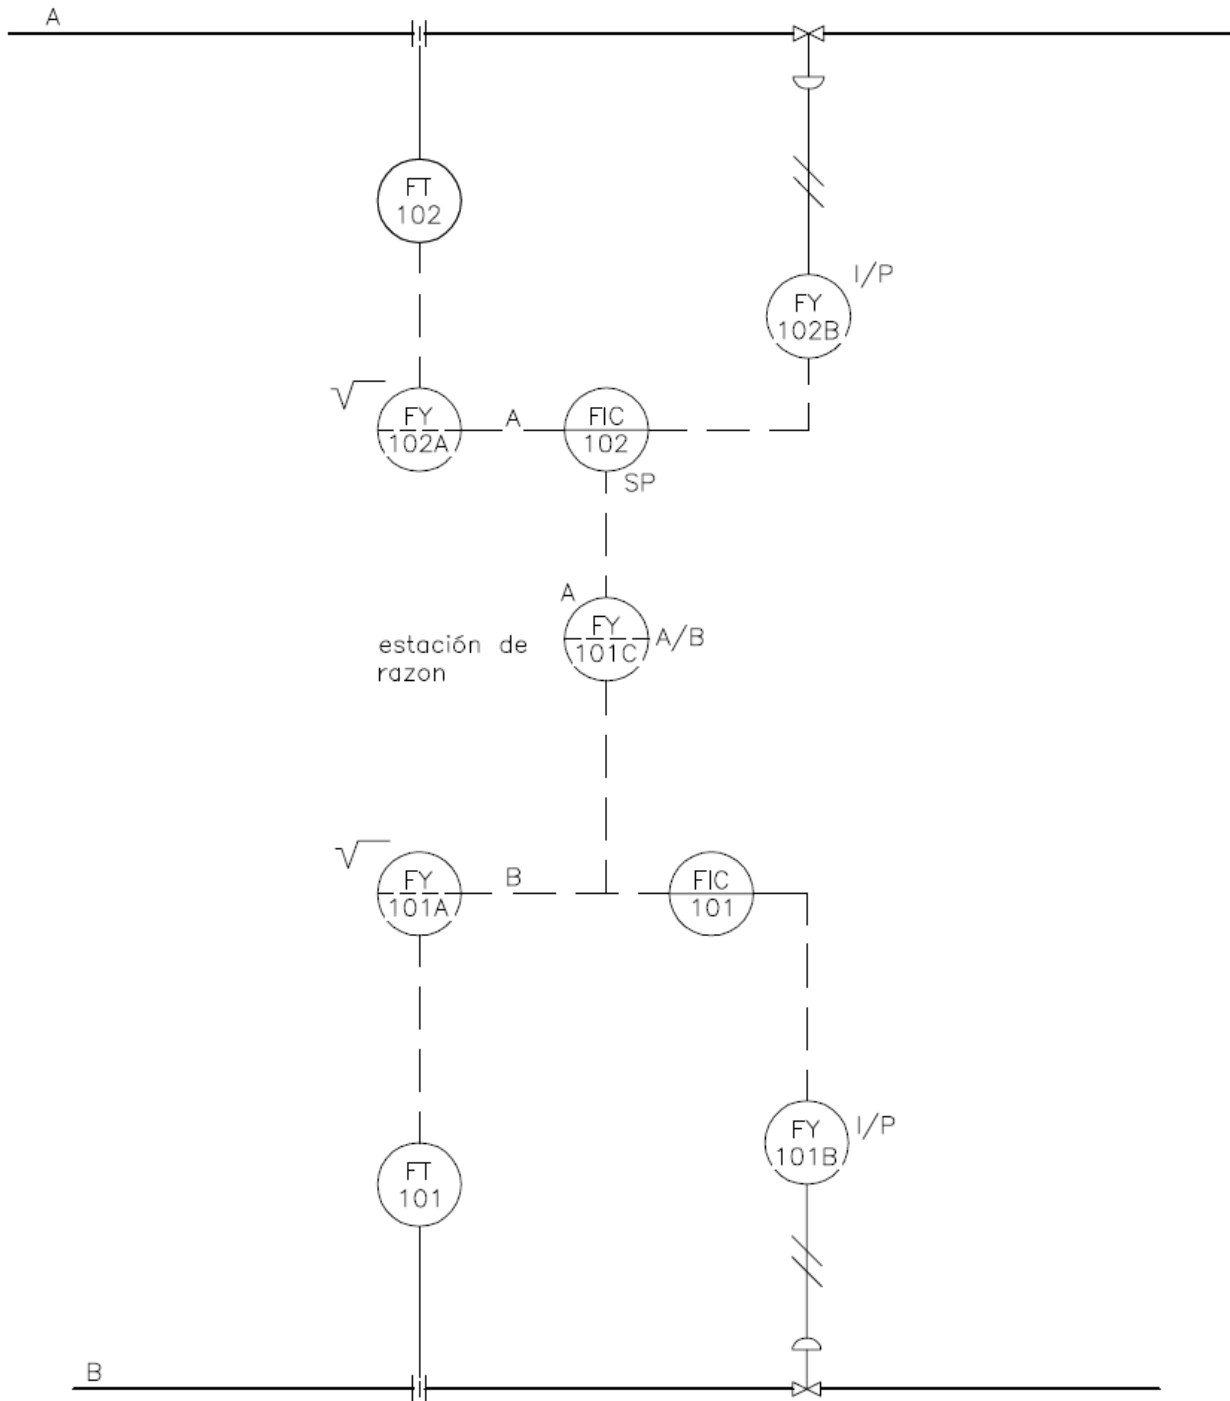 A
FT
102
I/P
FY
102B
√
FY
102A
A
FIC
102
SP
A
FY
101C
A/B
estación de
razon
√
FY
101A
B
FIC
101
FY
101B
I/P
FT
101
B